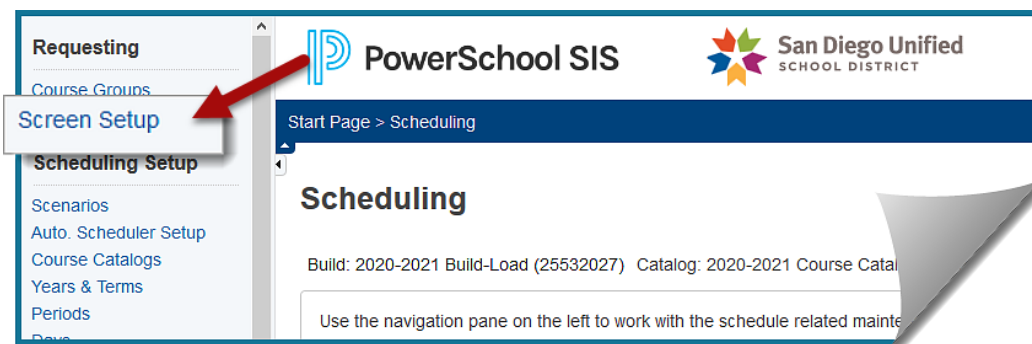 Requesting
Course Groups
Screen Setup
Scheduling Setup
Scenarios
Auto. Scheduler Setup
Course Catalogs
Years & Terms
Periods
Days
PowerSchool SIS
San Diego Unified
SCHOOL DISTRICT
Start Page > Scheduling
Scheduling
Build: 2020-2021 Build-Load (25532027) Catalog: 2020-2021 Course Catal
Use the navigation pane on the left to work with the schedule related mainte